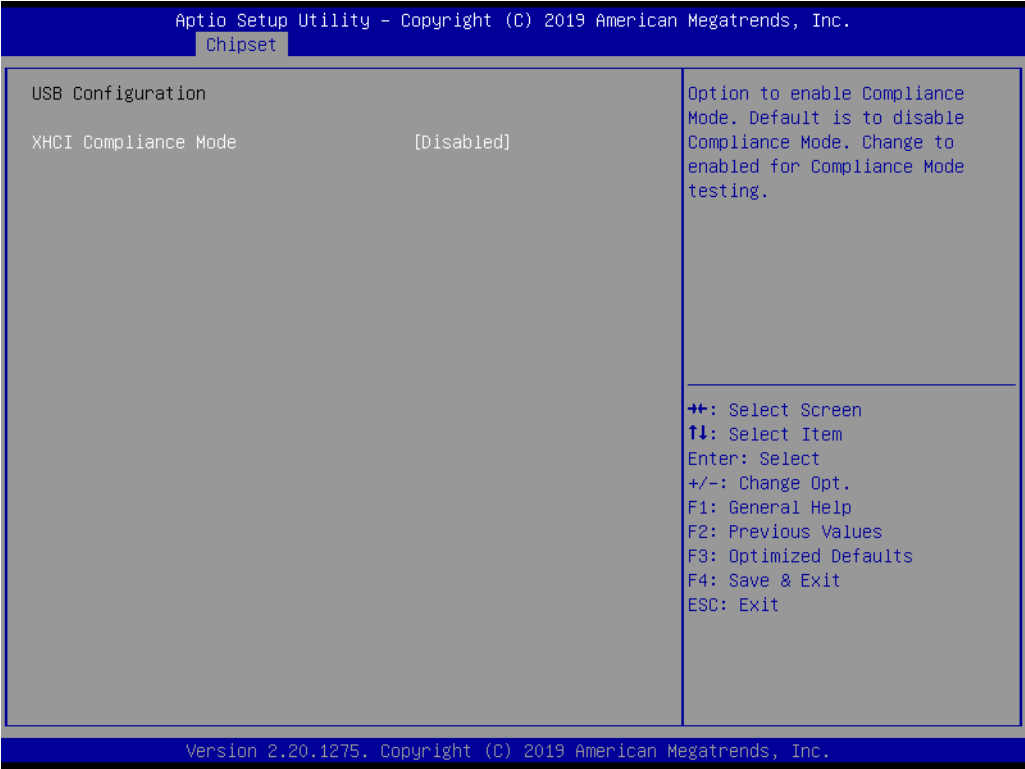 Aptio Setup Utility – Copyright (C) 2019 American Megatrends, Inc.
Chipset
USB Configuration
XHCI Compliance Mode [Disabled]
Option to enable Compliance
Mode. Default is to disable
Compliance Mode. Change to
enabled for Compliance Mode
testing.
→←: Select Screen
↑↓: Select Item
Enter: Select
+/-: Change Opt.
F1: General Help
F2: Previous Values
F3: Optimized Defaults
F4: Save & Exit
ESC: Exit
Version 2.20.1275. Copyright (C) 2019 American Megatrends, Inc.